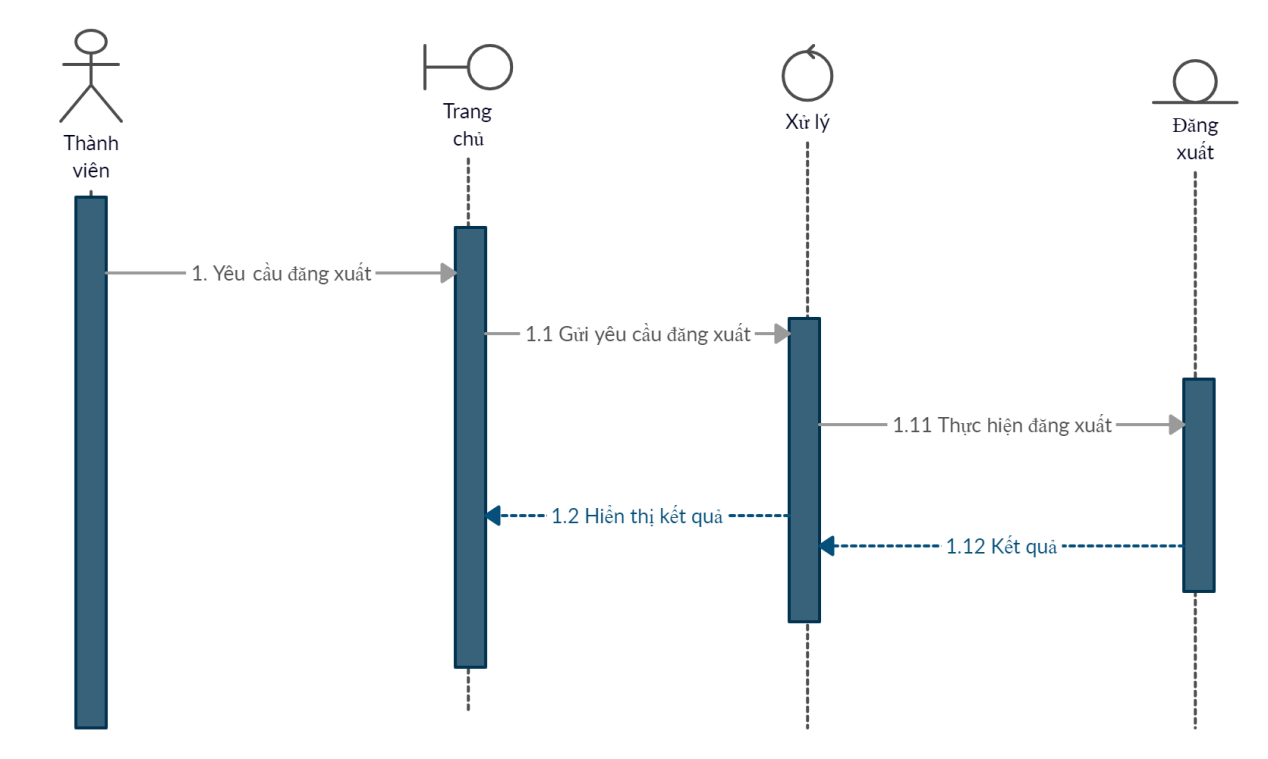 Thành
viên
Trang
chủ
Xử lý
Đăng
xuất
1. Yêu cầu đăng xuất
1.1 Gửi yêu cầu đăng xuất
1.11 Thực hiện đăng xuất
1.2 Hiển thị kết quả
1.12 Kết quả